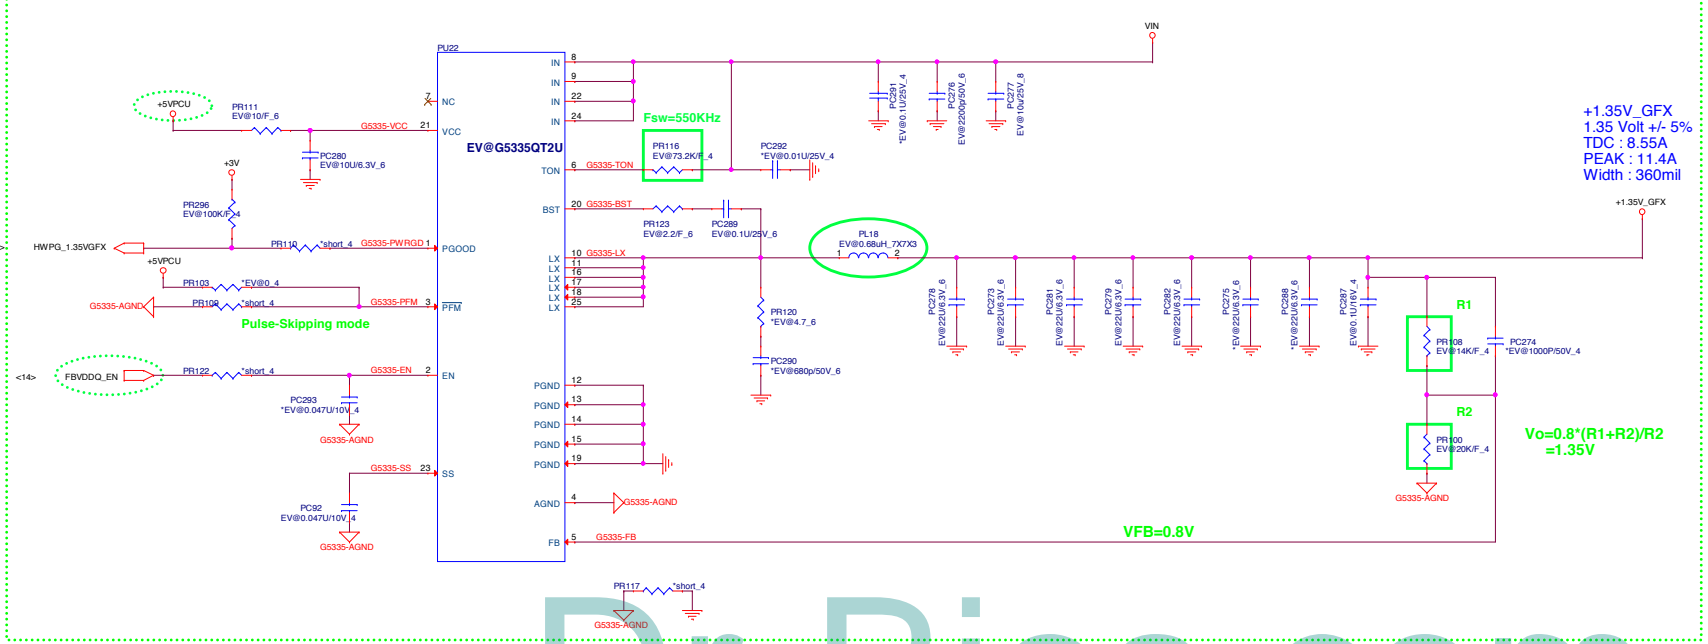 VIN
PU22
+5VPCU
PR111
EV@10/F_6
G5335-VCC
21
VCC
7
NC
PC280
EV@10U/6.3V_6
EV@G5335QT2U
IN
8
IN
9
IN
22
IN
24
Fsw=550KHz
PC291
*EV@0.1U/25V_4
PC276
EV@2200p/50V_6
PC277
EV@10u/25V_8
+1.35V_GFX
1.35 Volt +/- 5%
TDC : 8.55A
PEAK : 11.4A
Width : 360mil
+3V
TON
6
G5335-TON
PR116
EV@73.2K/F_4
PC292
*EV@0.01U/25V_4
PR296
EV@100K/F_4
BST
20
G5335-BST
PR123
EV@2.2/F_6
PC289
EV@0.1U/25V_6
+1.35V_GFX
HWPG_1.35VGFX
PR110
*short_4
G5335-PWRGD
1
PGOOD
PL18
EV@0.68uH_7X7X3
1
2
LX
10
G5335-LX
LX
11
LX
16
LX
17
LX
18
LX
25
+5VPCU
PR103
*EV@0_4
G5335-AGND
PR109
*short_4
G5335-PFM
3
PFM
Pulse-Skipping mode
PC278
EV@22U/6.3V_6
PC273
EV@22U/6.3V_6
PC281
EV@22U/6.3V_6
PC279
EV@22U/6.3V_6
PC282
EV@22U/6.3V_6
PC275
*EV@22U/6.3V_6
PC288
*EV@22U/6.3V_6
PC287
EV@0.1U/16V_4
PR120
*EV@4.7_6
PC290
*EV@680p/50V_6
R1
PR108
EV@14K/F_4
PC274
*EV@1000P/50V_4
<14>
FBVDDQ_EN
PR122
*short_4
G5335-EN
2
EN
PC293
*EV@0.047U/10V_4
G5335-AGND
PGND
12
PGND
13
PGND
14
PGND
15
PGND
19
R2
PR100
EV@20K/F_4
G5335-AGND
Vo=0.8*(R1+R2)/R2
=1.35V
G5335-SS
23
SS
PC92
EV@0.047U/10V_4
G5335-AGND
AGND
4
G5335-AGND
FB
5
G5335-FB
VFB=0.8V
PR117
*short_4
G5335-AGND